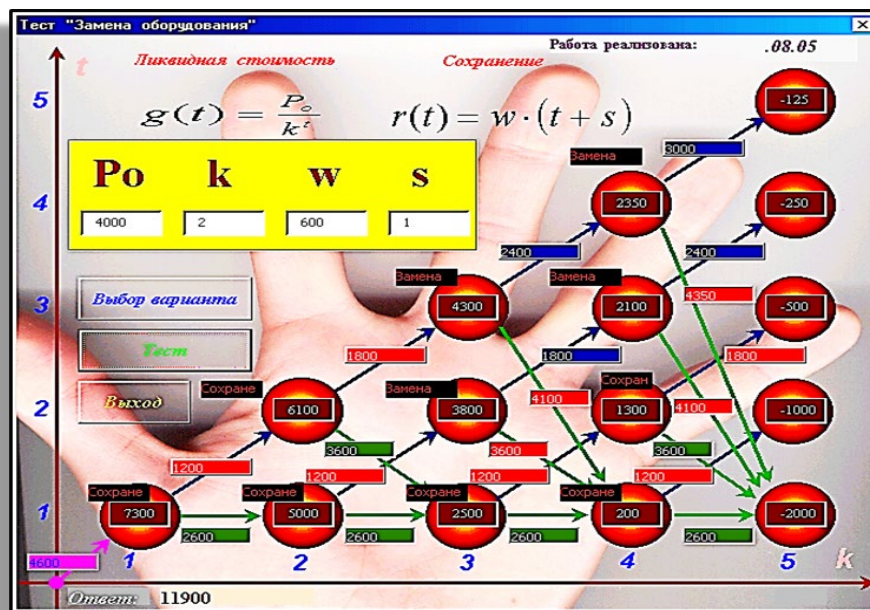 Тест "Замена оборудования"
Работа реализована: .08.05
t
Ликвидная стоимость Сохранение
5 -125
g(t) = Po / k^t r(t) = w·(t + s)
3000
Замена
Po k w s
4 2350 -250
4000 2 600 1
2400 2400
Замена Замена
Выбор варианта
3 4300 2100 4350 -500
Тест
1800 1800 1800
Сохране Замена Сохран
Выход
2 6100 3800 4100 1300 4100 -1000
3600 3600 3600
1200 1200 1200 1200
Сохране Сохране Сохране Сохране
1 7300 5000 2500 200 -2000
2600 2600 2600 2600
4600 1 2 3 4 5 k
Ответ: 11900